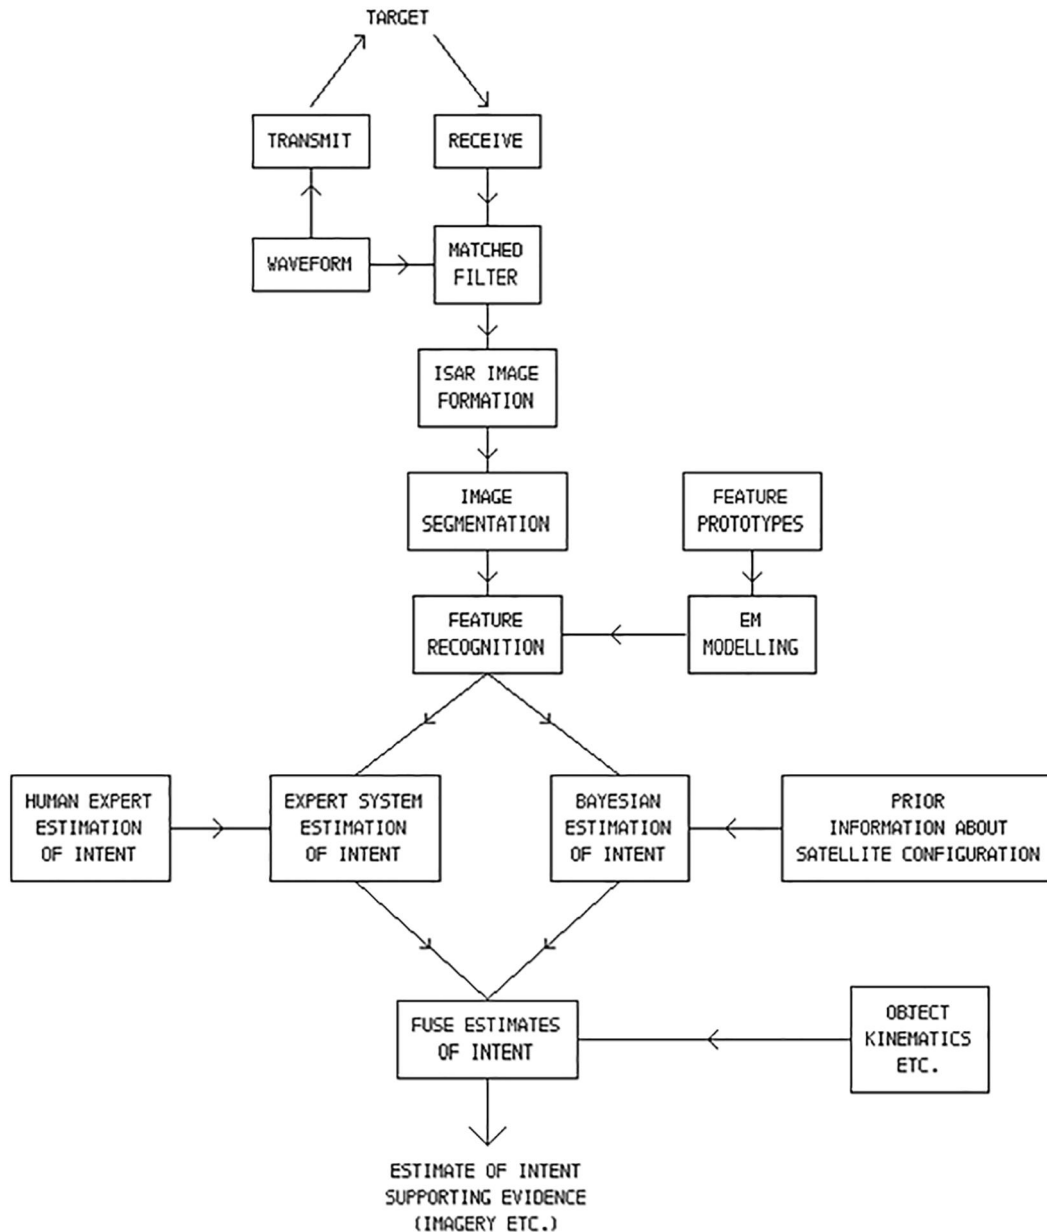 TARGET
TRANSMIT
RECEIVE
WAVEFORM
MATCHED
FILTER
ISAR IMAGE
FORMATION
IMAGE
SEGMENTATION
FEATURE
PROTOTYPES
FEATURE
RECOGNITION
EM
MODELLING
HUMAN EXPERT
ESTIMATION
OF INTENT
EXPERT SYSTEM
ESTIMATION
OF INTENT
BAYESIAN
ESTIMATION
OF INTENT
PRIOR
INFORMATION ABOUT
SATELLITE CONFIGURATION
FUSE ESTIMATES
OF INTENT
OBJECT
KINEMATICS
ETC.
ESTIMATE OF INTENT
SUPPORTING EVIDENCE
(IMAGERY ETC.)